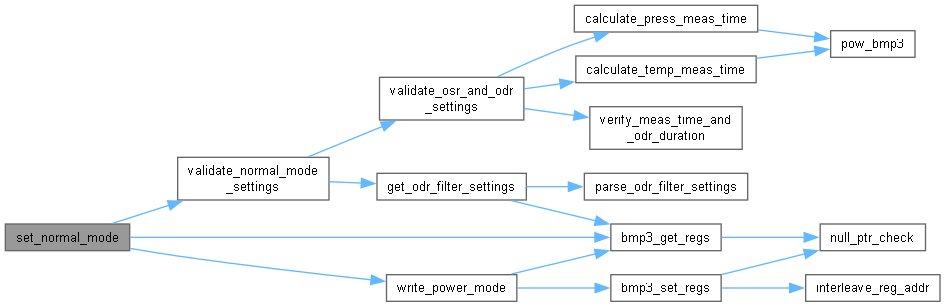 calculate_press_meas_time
pow_bmp3
calculate_temp_meas_time
validate_osr_and_odr
_settings
verify_meas_time_and
_odr_duration
validate_normal_mode
_settings
get_odr_filter_settings
parse_odr_filter_settings
set_normal_mode
bmp3_get_regs
null_ptr_check
write_power_mode
bmp3_set_regs
interleave_reg_addr